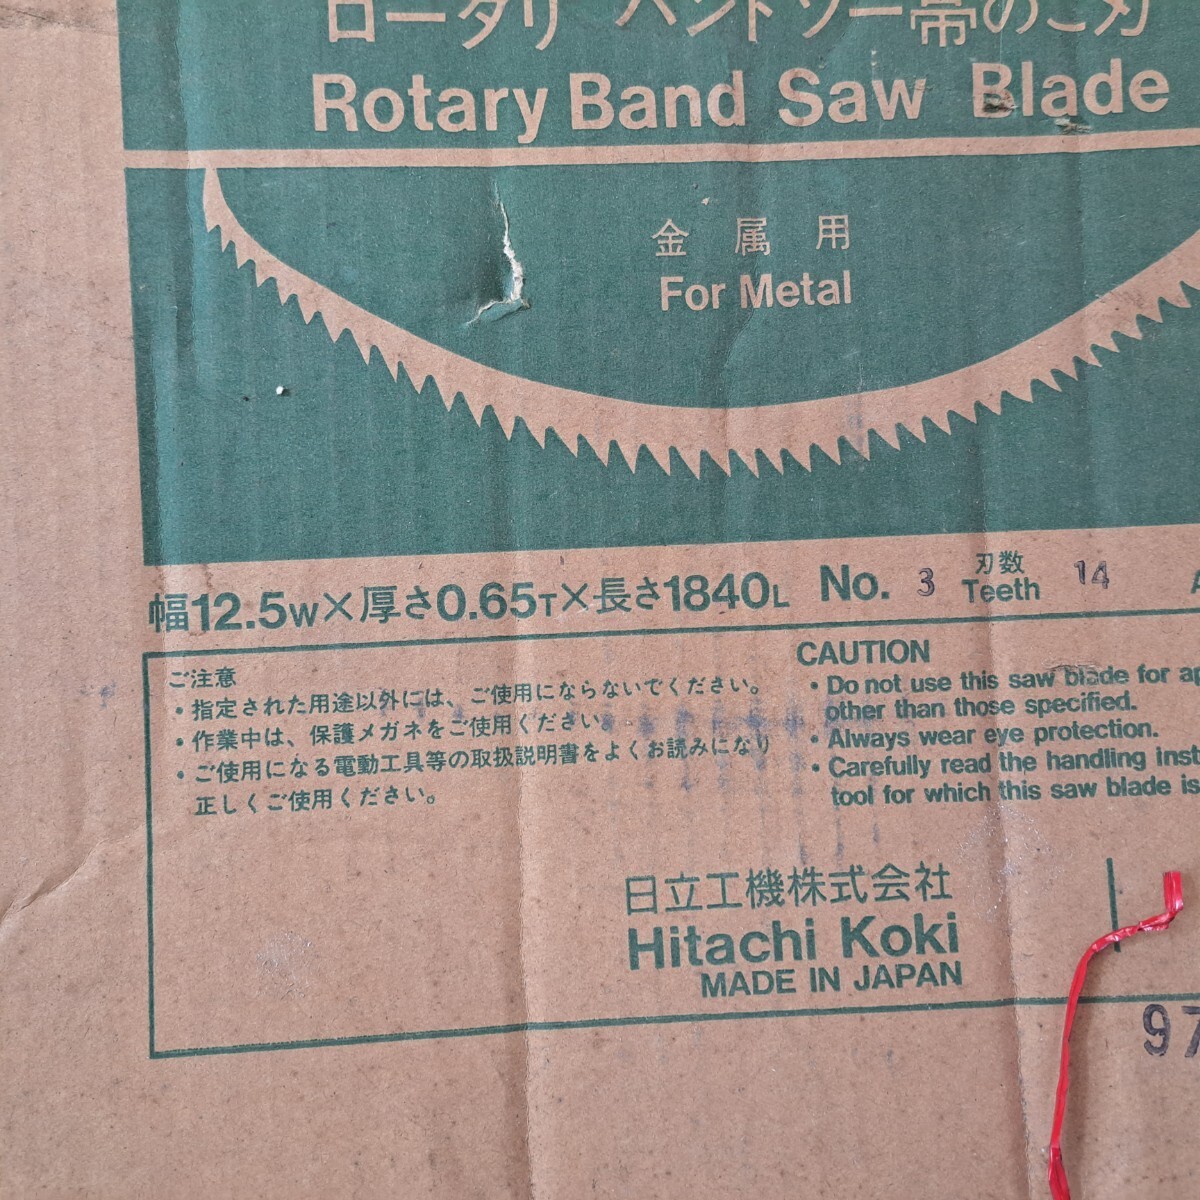 ロータリ バンドソー帯のこ刃
Rotary Band Saw Blade
金属用
For Metal
幅12.5W×厚さ0.65T×長さ1840L No. 3 刃数 Teeth 14
ご注意
・指定された用途以外には、ご使用にならないでください。
・作業中は、保護メガネをご使用ください。
・ご使用になる電動工具等の取扱説明書をよくお読みになり
正しくご使用ください。
CAUTION
・Do not use this saw blade for ap
other than those specified.
・Always wear eye protection.
・Carefully read the handling inst
tool for which this saw blade is
日立工機株式会社
Hitachi Koki
MADE IN JAPAN
97